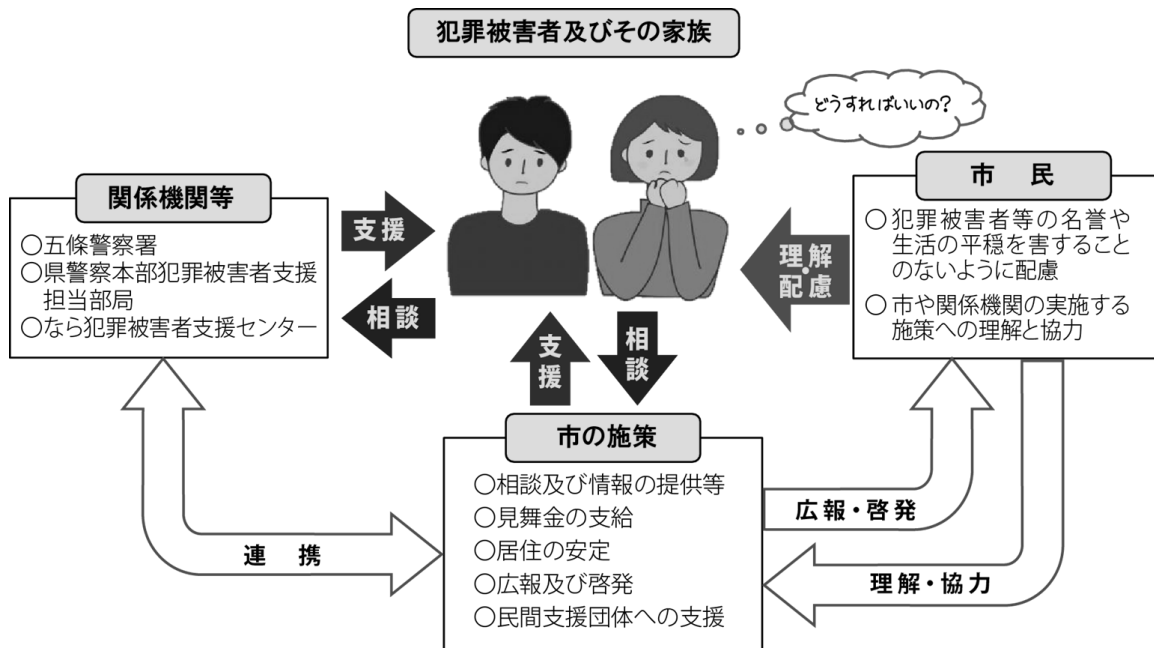 犯罪被害者及びその家族
どうすればいいの?
関係機関等
○五條警察署
○県警察本部犯罪被害者支援
担当部局
○なら犯罪被害者支援センター
支援
相談
市　民
○ 犯罪被害者等の名誉や
生活の平穏を害すること
のないように配慮
○ 市や関係機関の実施する
施策への理解と協力
理解・
配慮
支援
相談
市の施策
○相談及び情報の提供等
○見舞金の支給
○居住の安定
○広報及び啓発
○民間支援団体への支援
連　携
広報・啓発
理解・協力